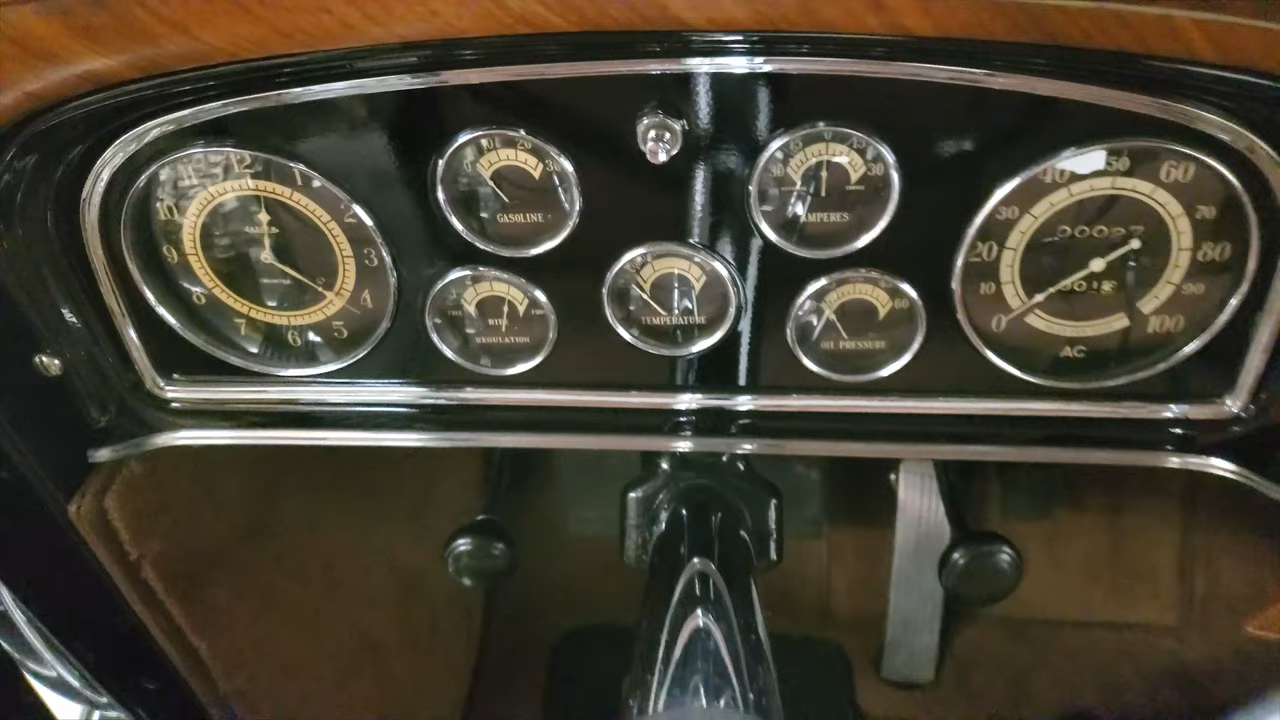 12
1
2
3
4
5
6
7
8
9
10
11
0 10 20 30
GASOLINE
RIDE
REGULATION
TEMPERATURE
30 15 0 15 30
AMPERES
60
OIL PRESSURE
0 10 20 30 40 50 60 70 80 90 100
00027
AC